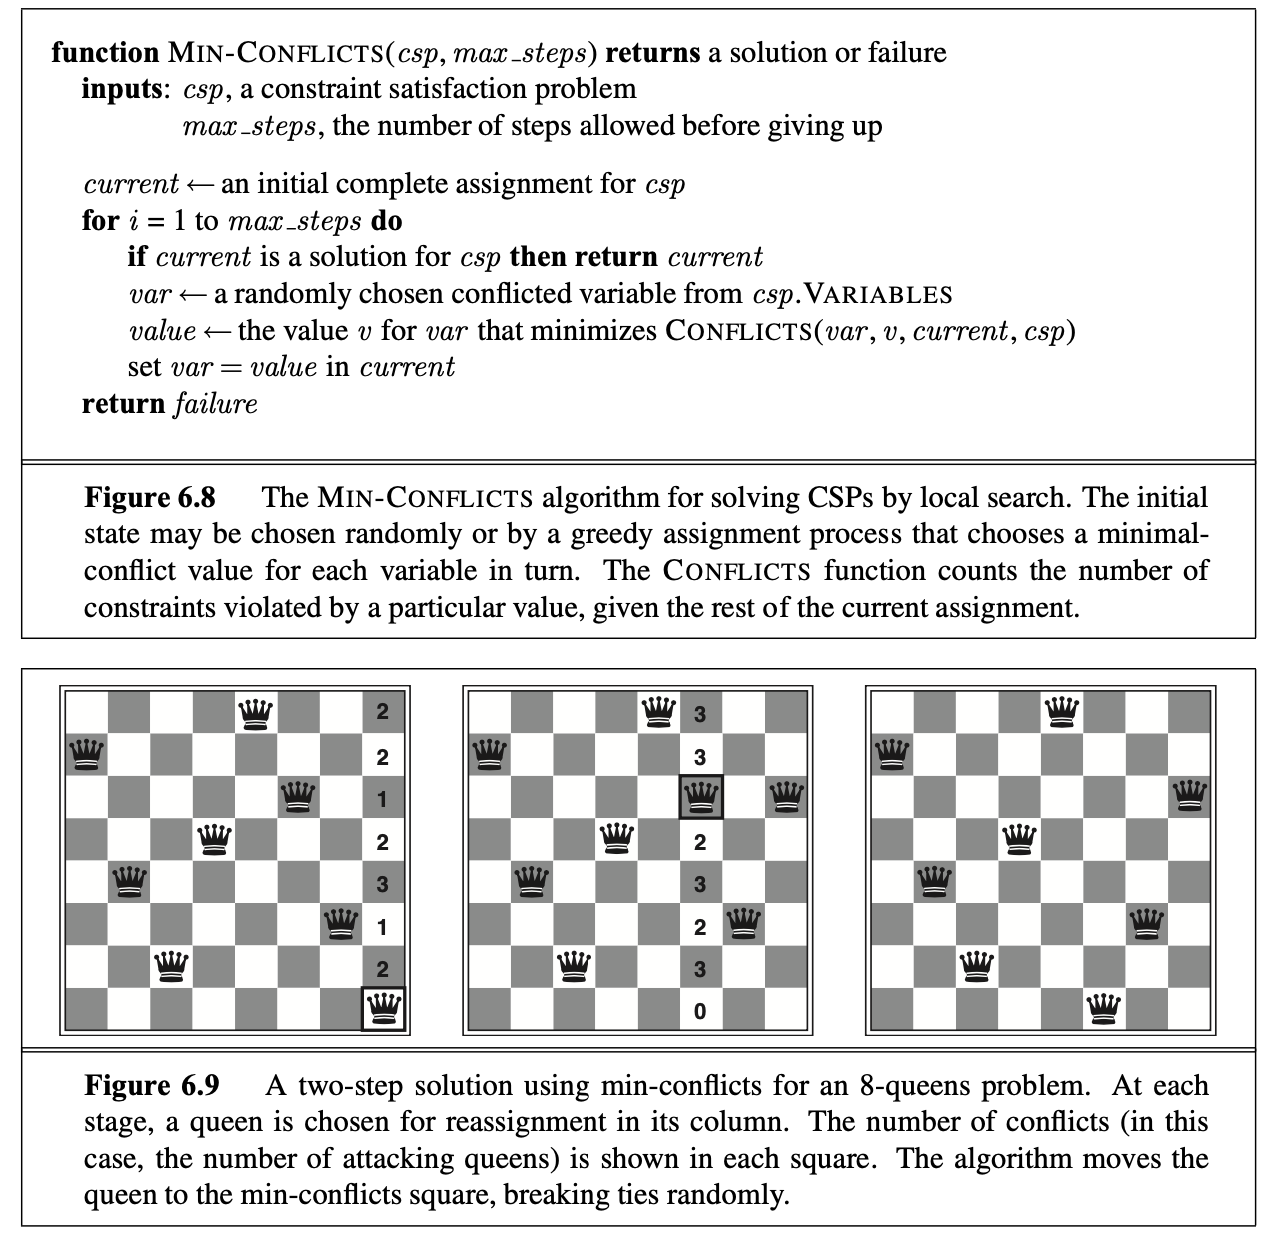 function MIN-CONFLICTS(csp, max_steps) returns a solution or failure
inputs: csp, a constraint satisfaction problem
max_steps, the number of steps allowed before giving up
current ← an initial complete assignment for csp
for i = 1 to max_steps do
if current is a solution for csp then return current
var ← a randomly chosen conflicted variable from csp.VARIABLES
value ← the value v for var that minimizes CONFLICTS(var, v, current, csp)
set var = value in current
return failure
Figure 6.8 The MIN-CONFLICTS algorithm for solving CSPs by local search. The initial
state may be chosen randomly or by a greedy assignment process that chooses a minimal-
conflict value for each variable in turn. The CONFLICTS function counts the number of
constraints violated by a particular value, given the rest of the current assignment.
2
2
1
2
3
1
2
3
3
2
3
2
3
0
Figure 6.9 A two-step solution using min-conflicts for an 8-queens problem. At each
stage, a queen is chosen for reassignment in its column. The number of conflicts (in this
case, the number of attacking queens) is shown in each square. The algorithm moves the
queen to the min-conflicts square, breaking ties randomly.